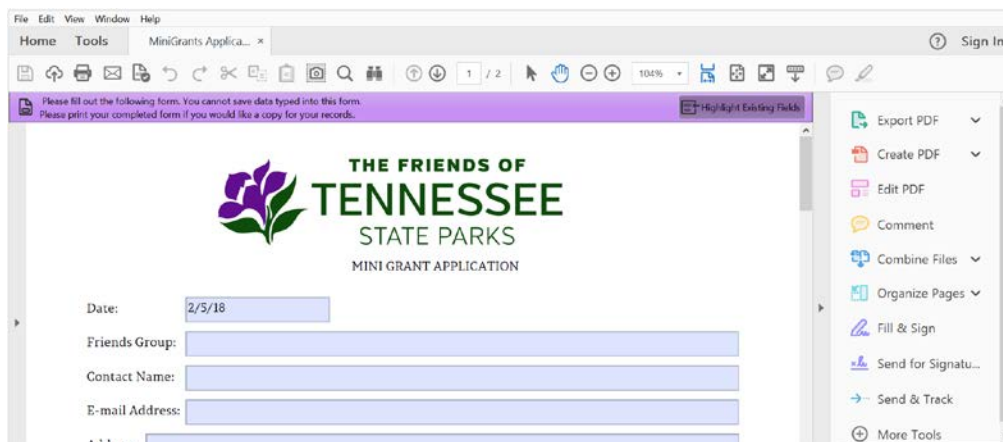 File Edit View Window Help
Home Tools MiniGrants Applica... × Sign In
1 / 2 104%
Please fill out the following form. You cannot save data typed into this form.
Please print your completed form if you would like a copy for your records.
Highlight Existing Fields
THE FRIENDS OF
TENNESSEE
STATE PARKS
MINI GRANT APPLICATION
Date: 2/5/18
Friends Group:
Contact Name:
E-mail Address:
Export PDF
Create PDF
Edit PDF
Comment
Combine Files
Organize Pages
Fill & Sign
Send for Signatu...
Send & Track
More Tools